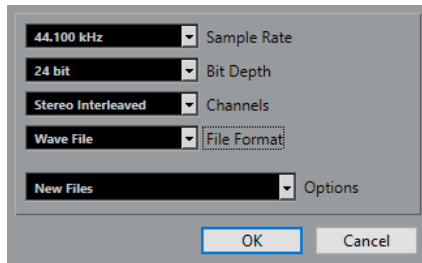 44.100 kHz Sample Rate
24 bit Bit Depth
Stereo Interleaved Channels
Wave File File Format
New Files Options
OK Cancel